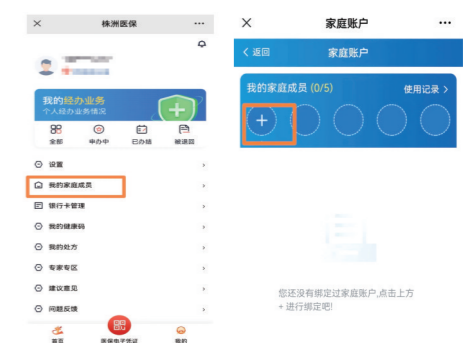 株洲医保
我的经办业务
个人经办业务情况
全部
申办中
已办结
被退回
设置
我的家庭成员
银行卡管理
我的健康码
我的处方
专家专区
建议意见
问题反馈
首页
医保电子凭证
我的
家庭账户
返回
家庭账户
我的家庭成员 (0/5)
使用记录
您还没有绑定过家庭账户,点击上方
+ 进行绑定吧!